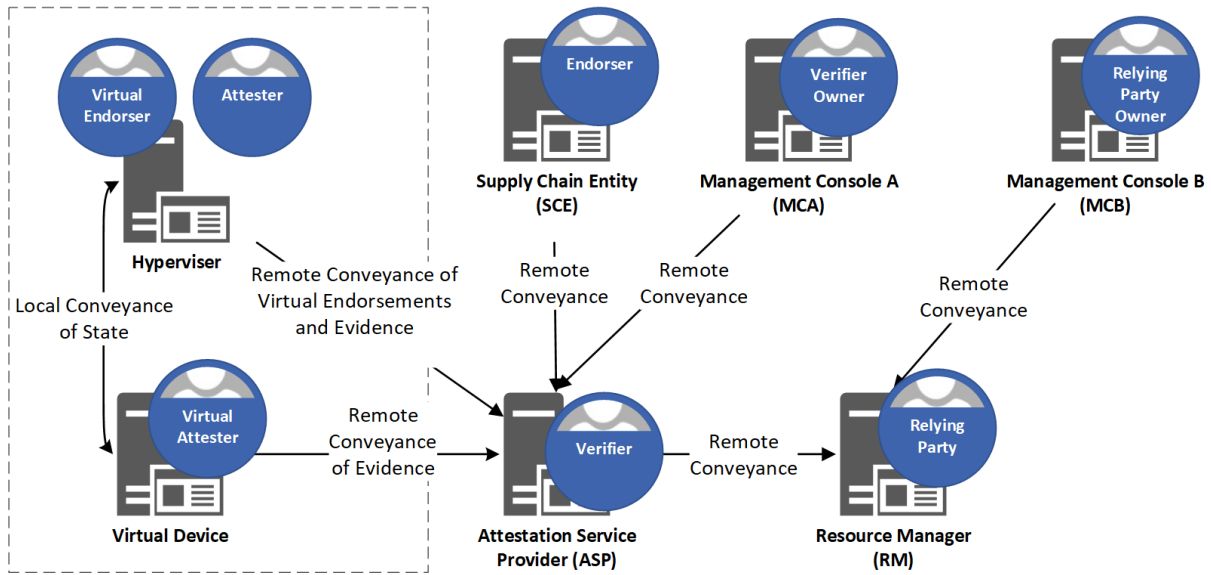 Virtual
Endorser
Attester
Hyperviser
Local Conveyance
of State
Virtual
Attester
Virtual Device
Remote Conveyance of
Virtual Endorsements
and Evidence
Remote
Conveyance
of Evidence
Endorser
Supply Chain Entity
(SCE)
Remote
Conveyance
Verifier
Owner
Management Console A
(MCA)
Remote
Conveyance
Relying
Party
Owner
Management Console B
(MCB)
Remote
Conveyance
Verifier
Attestation Service
Provider (ASP)
Remote
Conveyance
Relying
Party
Resource Manager
(RM)